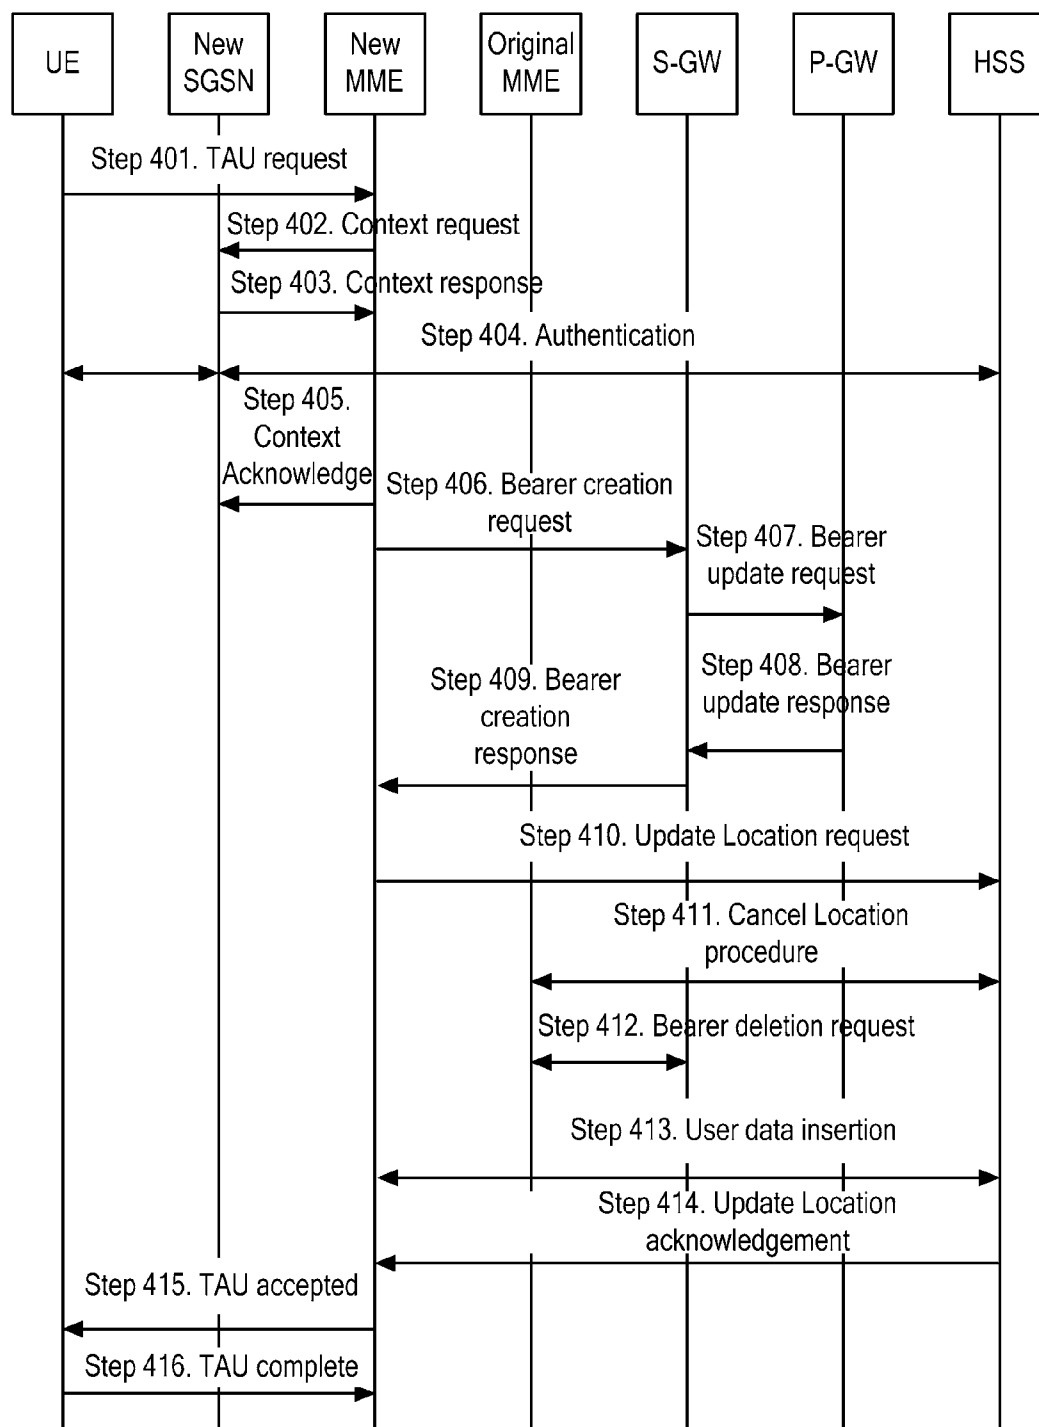 UE
New
SGSN
New
MME
Original
MME
S-GW
P-GW
HSS
Step 401. TAU request
Step 402. Context request
Step 403. Context response
Step 404. Authentication
Step 405.
Context
Acknowledge
Step 406. Bearer creation
request
Step 407. Bearer
update request
Step 408. Bearer
update response
Step 409. Bearer
creation
response
Step 410. Update Location request
Step 411. Cancel Location
procedure
Step 412. Bearer deletion request
Step 413. User data insertion
Step 414. Update Location
acknowledgement
Step 415. TAU accepted
Step 416. TAU complete